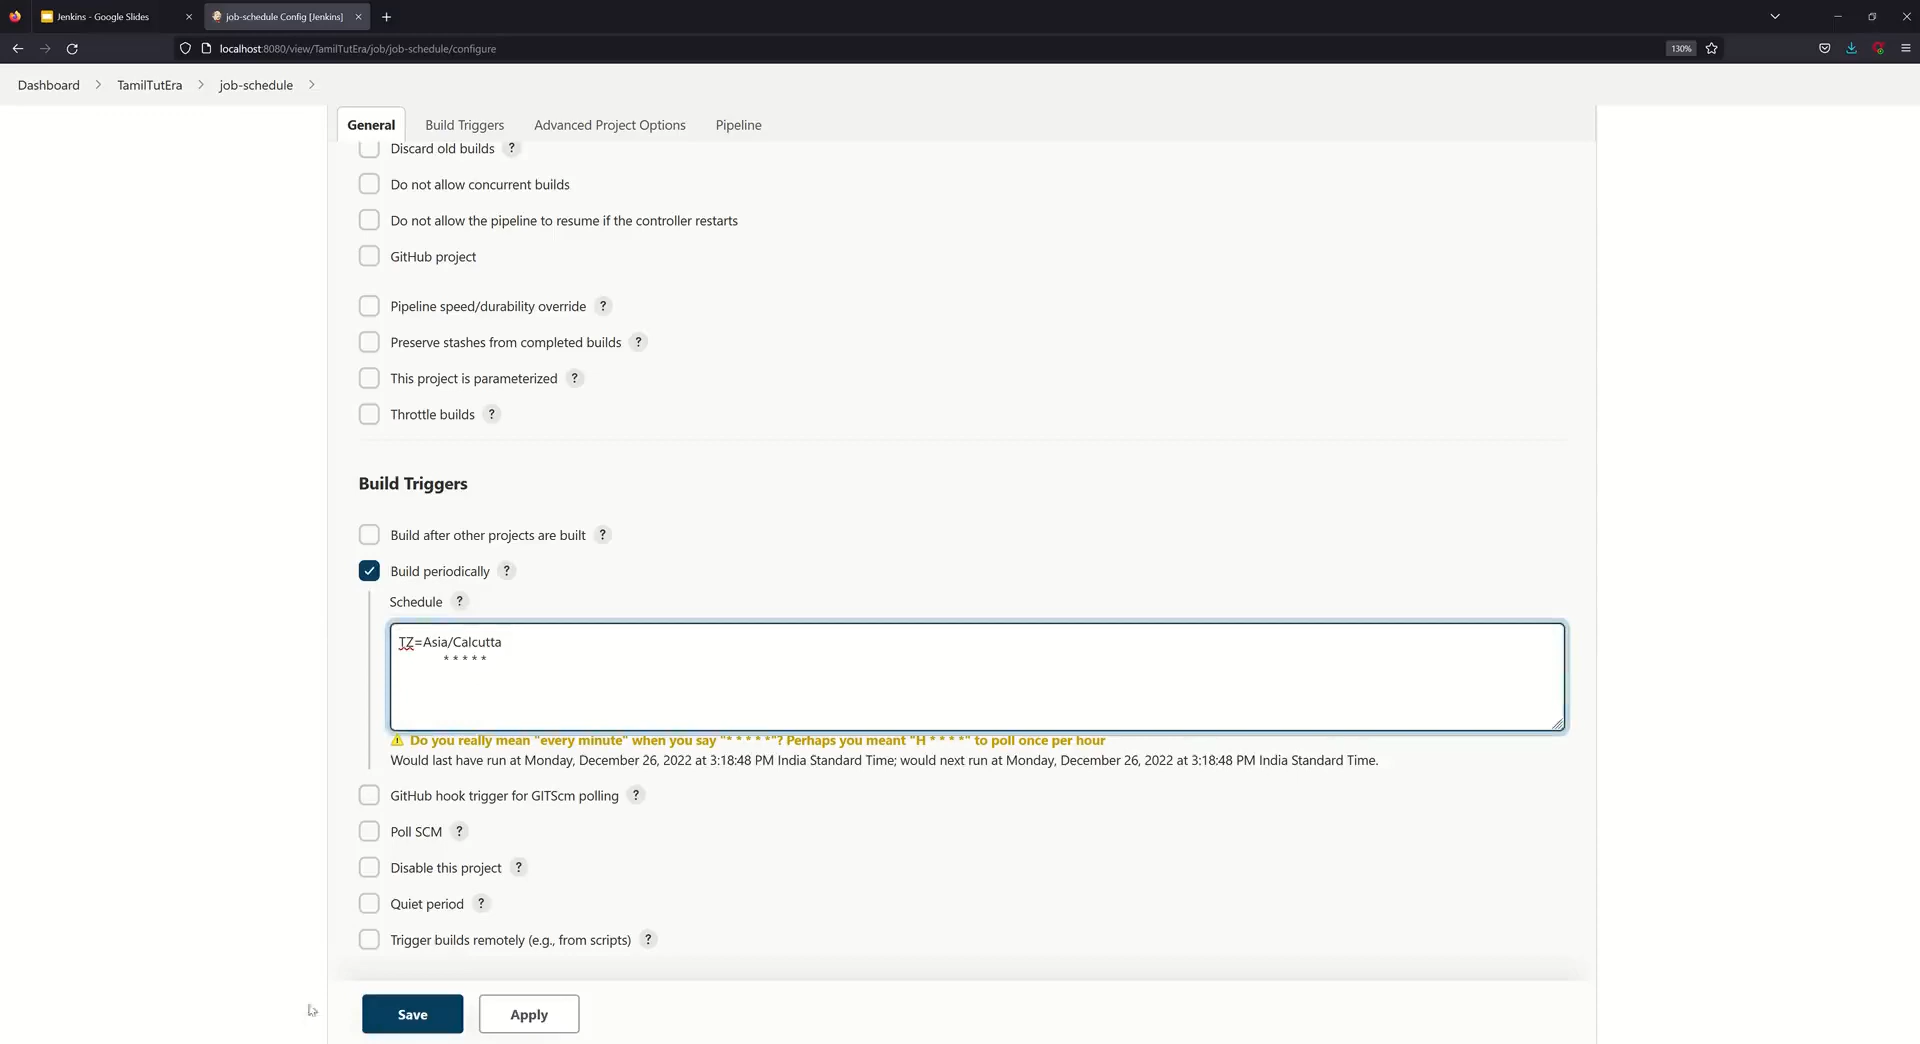 Jenkins - Google Slides
job-schedule Config [Jenkins]
localhost:8080/view/TamilTutEra/job/job-schedule/configure
130%
Dashboard
TamilTutEra
job-schedule
General
Build Triggers
Advanced Project Options
Pipeline
Discard old builds ?
Do not allow concurrent builds
Do not allow the pipeline to resume if the controller restarts
GitHub project
Pipeline speed/durability override ?
Preserve stashes from completed builds ?
This project is parameterized ?
Throttle builds ?
Build Triggers
Build after other projects are built ?
Build periodically ?
Schedule ?
TZ=Asia/Calcutta
* * * * *
Do you really mean "every minute" when you say "* * * * *"? Perhaps you meant "H * * * *" to poll once per hour
Would last have run at Monday, December 26, 2022 at 3:18:48 PM India Standard Time; would next run at Monday, December 26, 2022 at 3:18:48 PM India Standard Time.
GitHub hook trigger for GITScm polling ?
Poll SCM ?
Disable this project ?
Quiet period ?
Trigger builds remotely (e.g., from scripts) ?
Save
Apply